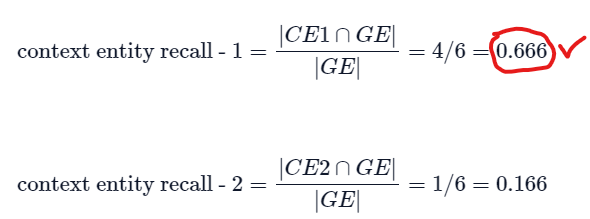 context entity recall - 1 = |CE1 ∩ GE| / |GE| = 4/6 = 0.666
context entity recall - 2 = |CE2 ∩ GE| / |GE| = 1/6 = 0.166